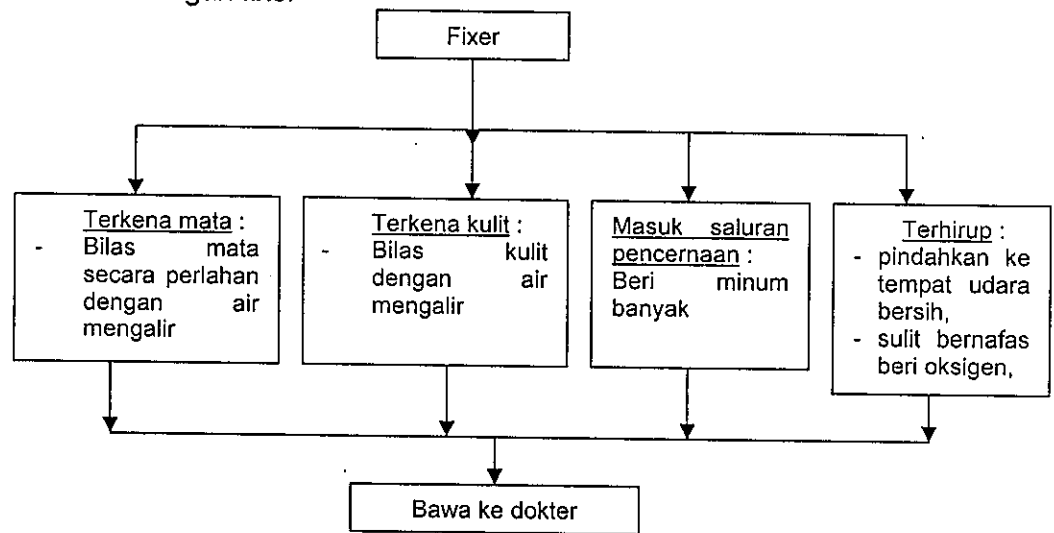 Fixer
Terkena mata :
- Bilas mata
secara perlahan
dengan air
mengalir
Terkena kulit :
- Bilas kulit
dengan air
mengalir
Masuk saluran
pencernaan :
Beri minum
banyak
Terhirup :
- pindahkan ke
tempat udara
bersih,
- sulit bernafas
beri oksigen,
Bawa ke dokter